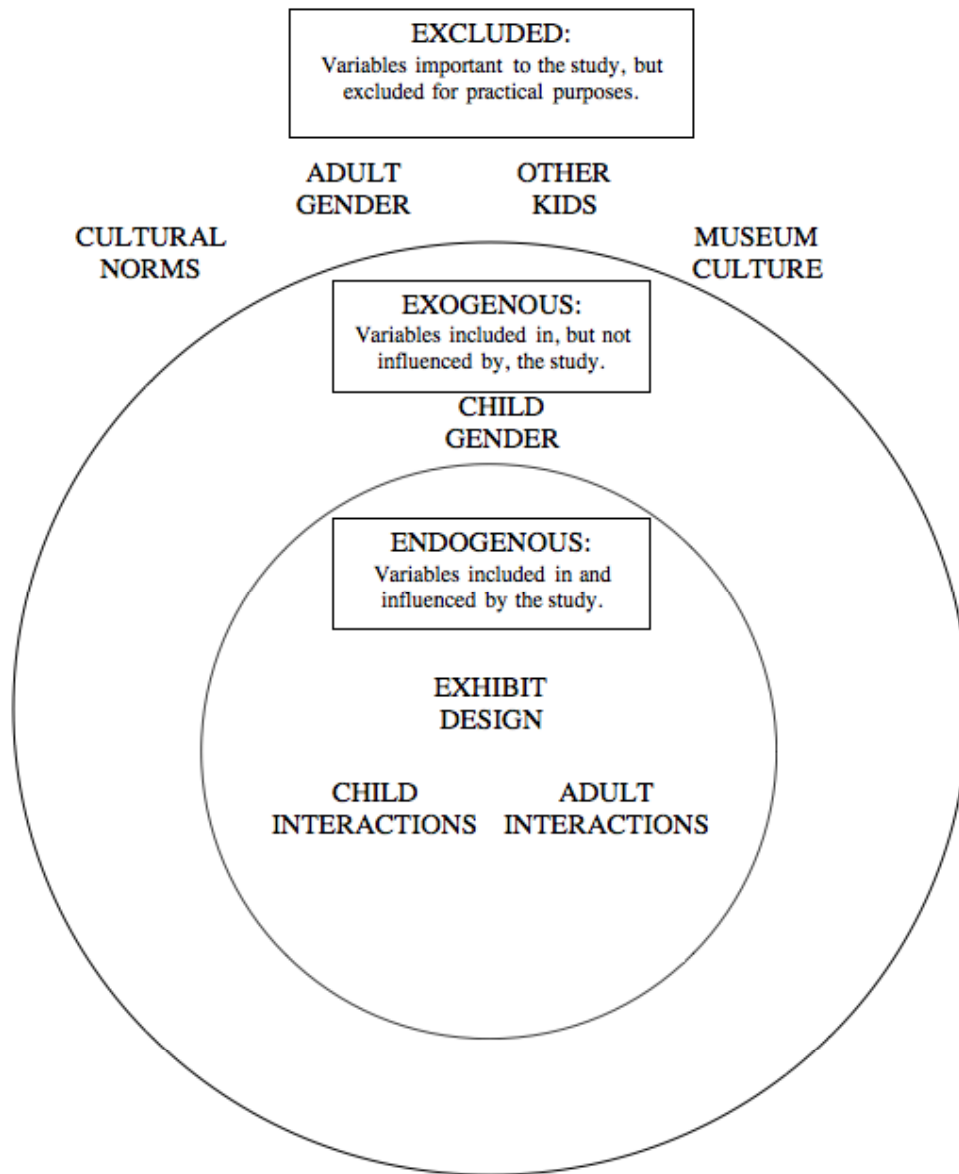 EXCLUDED:
Variables important to the study, but
excluded for practical purposes.
ADULT
GENDER
OTHER
KIDS
CULTURAL
NORMS
MUSEUM
CULTURE
EXOGENOUS:
Variables included in, but not
influenced by, the study.
CHILD
GENDER
ENDOGENOUS:
Variables included in and
influenced by the study.
EXHIBIT
DESIGN
CHILD
INTERACTIONS
ADULT
INTERACTIONS